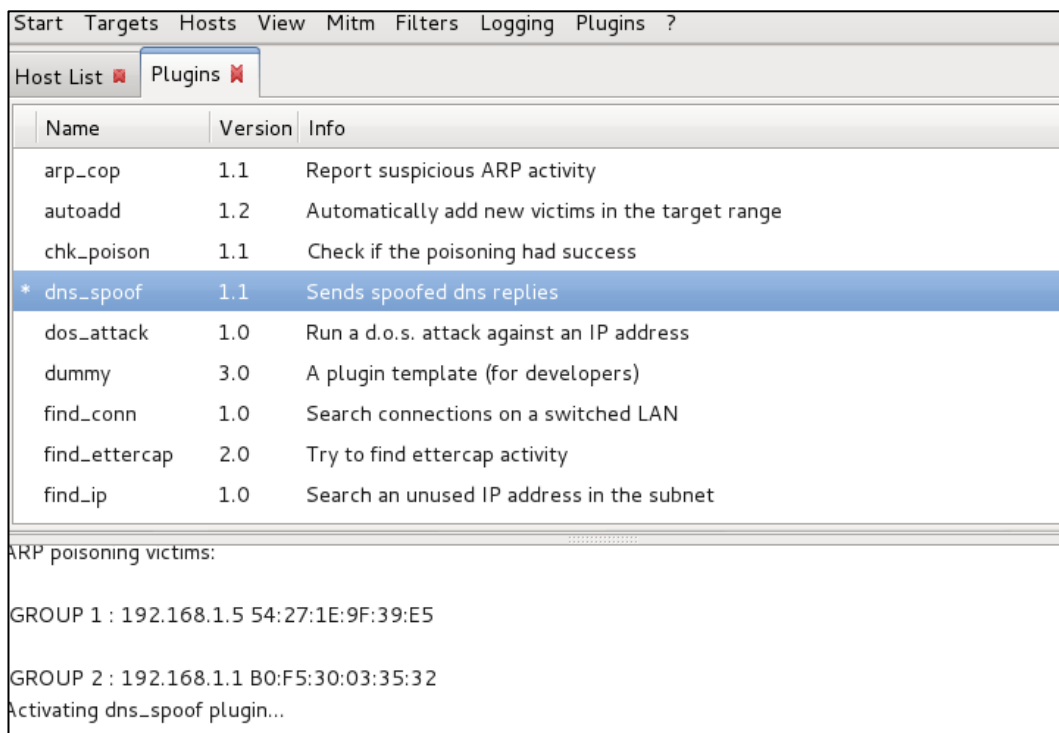 Start Targets Hosts View Mitm Filters Logging Plugins ?
Host List Plugins
Name Version Info
arp_cop 1.1 Report suspicious ARP activity
autoadd 1.2 Automatically add new victims in the target range
chk_poison 1.1 Check if the poisoning had success
* dns_spoof 1.1 Sends spoofed dns replies
dos_attack 1.0 Run a d.o.s. attack against an IP address
dummy 3.0 A plugin template (for developers)
find_conn 1.0 Search connections on a switched LAN
find_ettercap 2.0 Try to find ettercap activity
find_ip 1.0 Search an unused IP address in the subnet
ARP poisoning victims:
GROUP 1 : 192.168.1.5 54:27:1E:9F:39:E5
GROUP 2 : 192.168.1.1 B0:F5:30:03:35:32
Activating dns_spoof plugin...